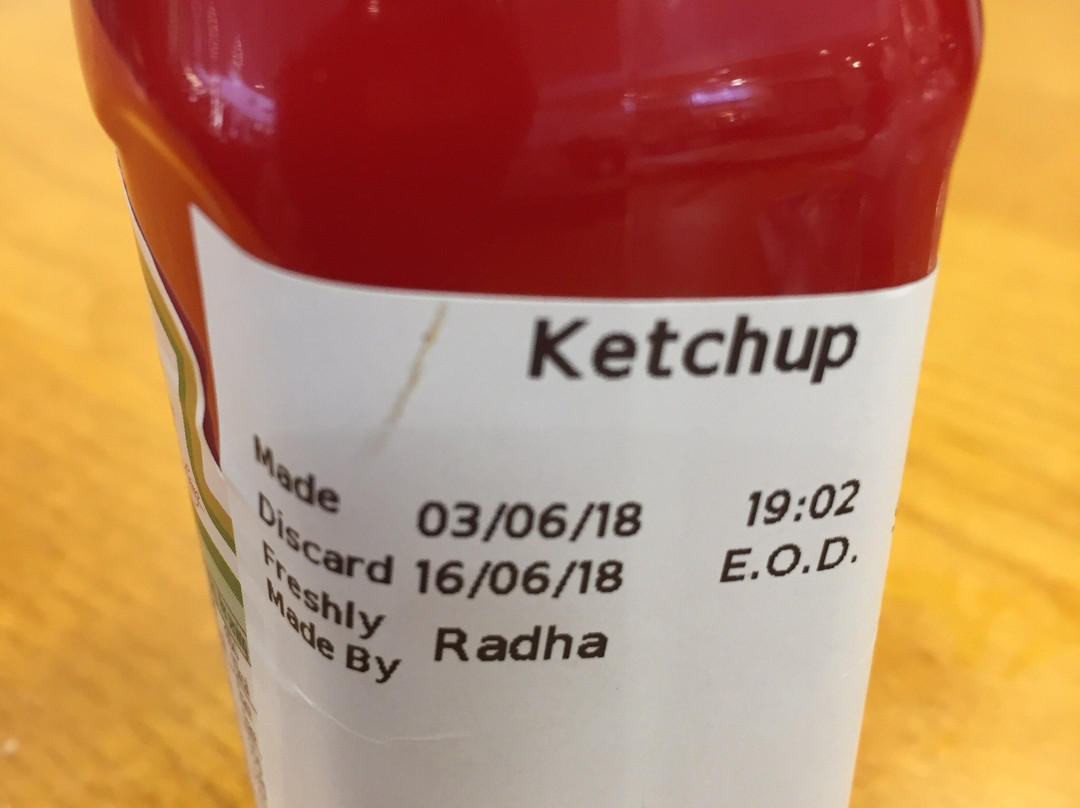 Ketchup
Made 03/06/18 19:02
Discard 16/06/18 E.O.D.
Freshly
Made By Radha